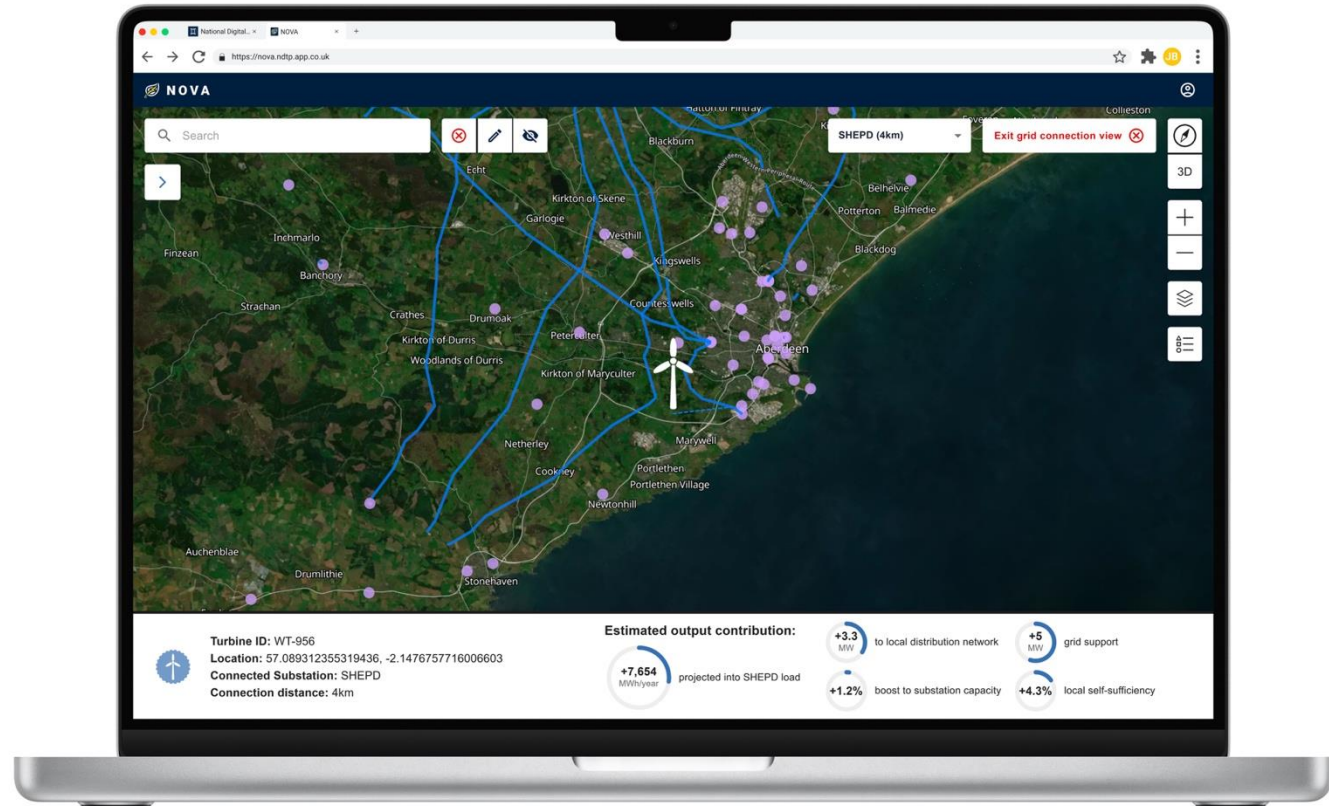 National Digital.. ×
NOVA ×
+
https://nova.ndtp.app.co.uk
JB
NOVA
Search
SHEPD (4km)
Exit grid connection view
3D
Hatton of Fintray
Collieston
Blackburn
Echt
Belhelvie
Kirkton of Skene
Potterton
Balmedie
Garlogie
Westhill
Inchmarlo
Blackdog
Finzean
Kingswells
Banchory
Strachan
Countesswells
Crathes
Drumoak
Peterculter
Kirkton of Durris
Aberdeen
Woodlands of Durris
Kirkton of Maryculter
Netherley
Marywell
Cookney
Portlethen
Portlethen Village
Newtonhill
Auchenblae
Drumlithie
Stonehaven
Turbine ID: WT-956
Location: 57.089312355319436, -2.1476757716006603
Connected Substation: SHEPD
Connection distance: 4km
Estimated output contribution:
+7,654
MWh/year
projected into SHEPD load
+3.3
MW
to local distribution network
+5
MW
grid support
+1.2%
boost to substation capacity
+4.3%
local self-sufficiency